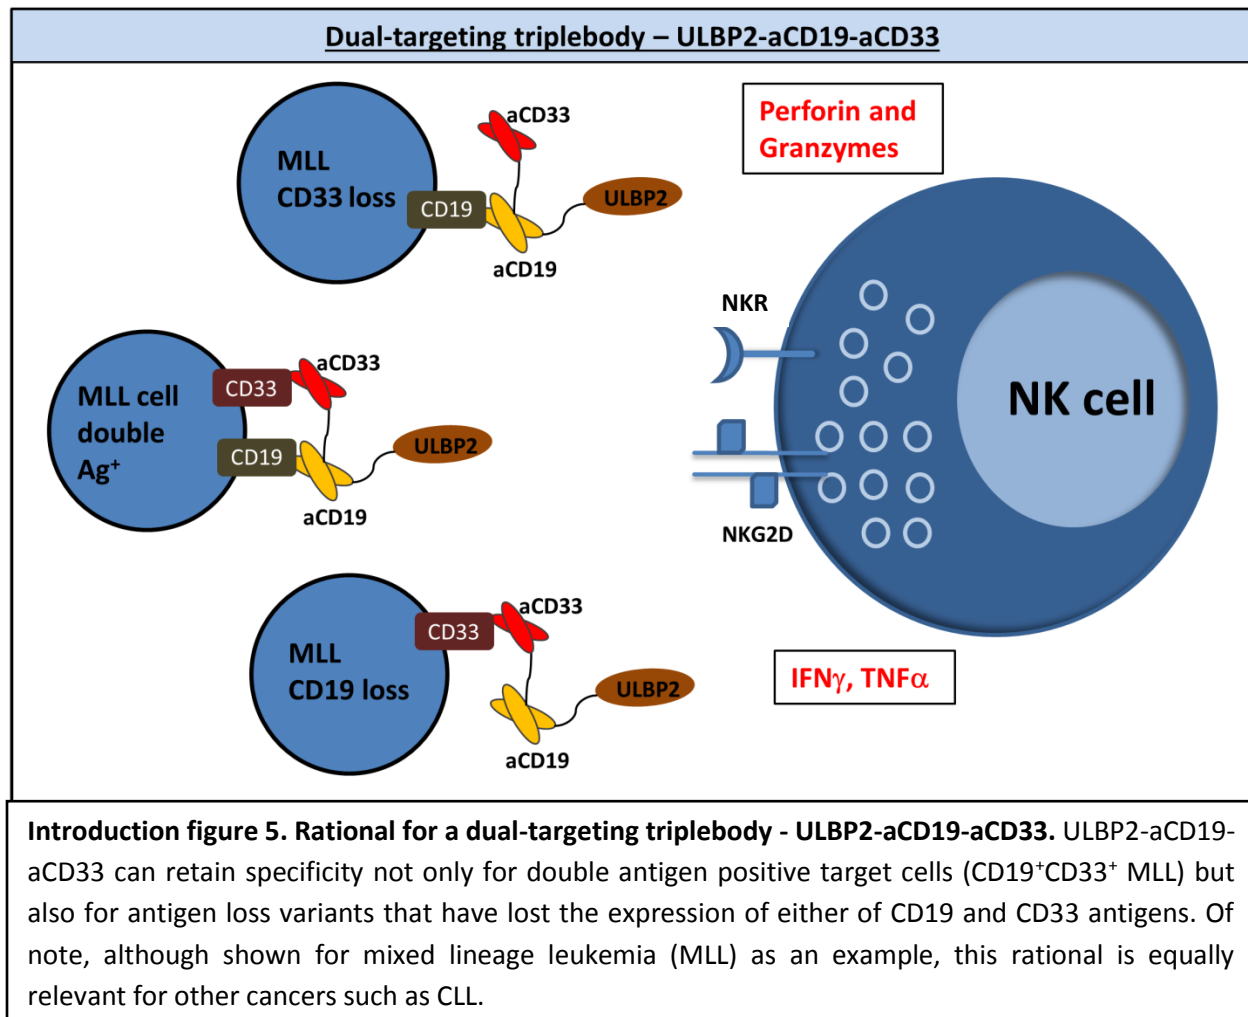 Dual-targeting triplebody – ULBP2-aCD19-aCD33
aCD33
MLL
CD33 loss
CD19
ULBP2
aCD19
Perforin and
Granzymes
NKR
aCD33
CD33
MLL cell
double
Ag⁺
CD19
ULBP2
aCD19
NK cell
NKG2D
aCD33
CD33
MLL
CD19 loss
ULBP2
aCD19
IFNγ, TNFα
Introduction figure 5. Rational for a dual-targeting triplebody - ULBP2-aCD19-aCD33. ULBP2-aCD19-
aCD33 can retain specificity not only for double antigen positive target cells (CD19⁺CD33⁺ MLL) but
also for antigen loss variants that have lost the expression of either of CD19 and CD33 antigens. Of
note, although shown for mixed lineage leukemia (MLL) as an example, this rational is equally
relevant for other cancers such as CLL.